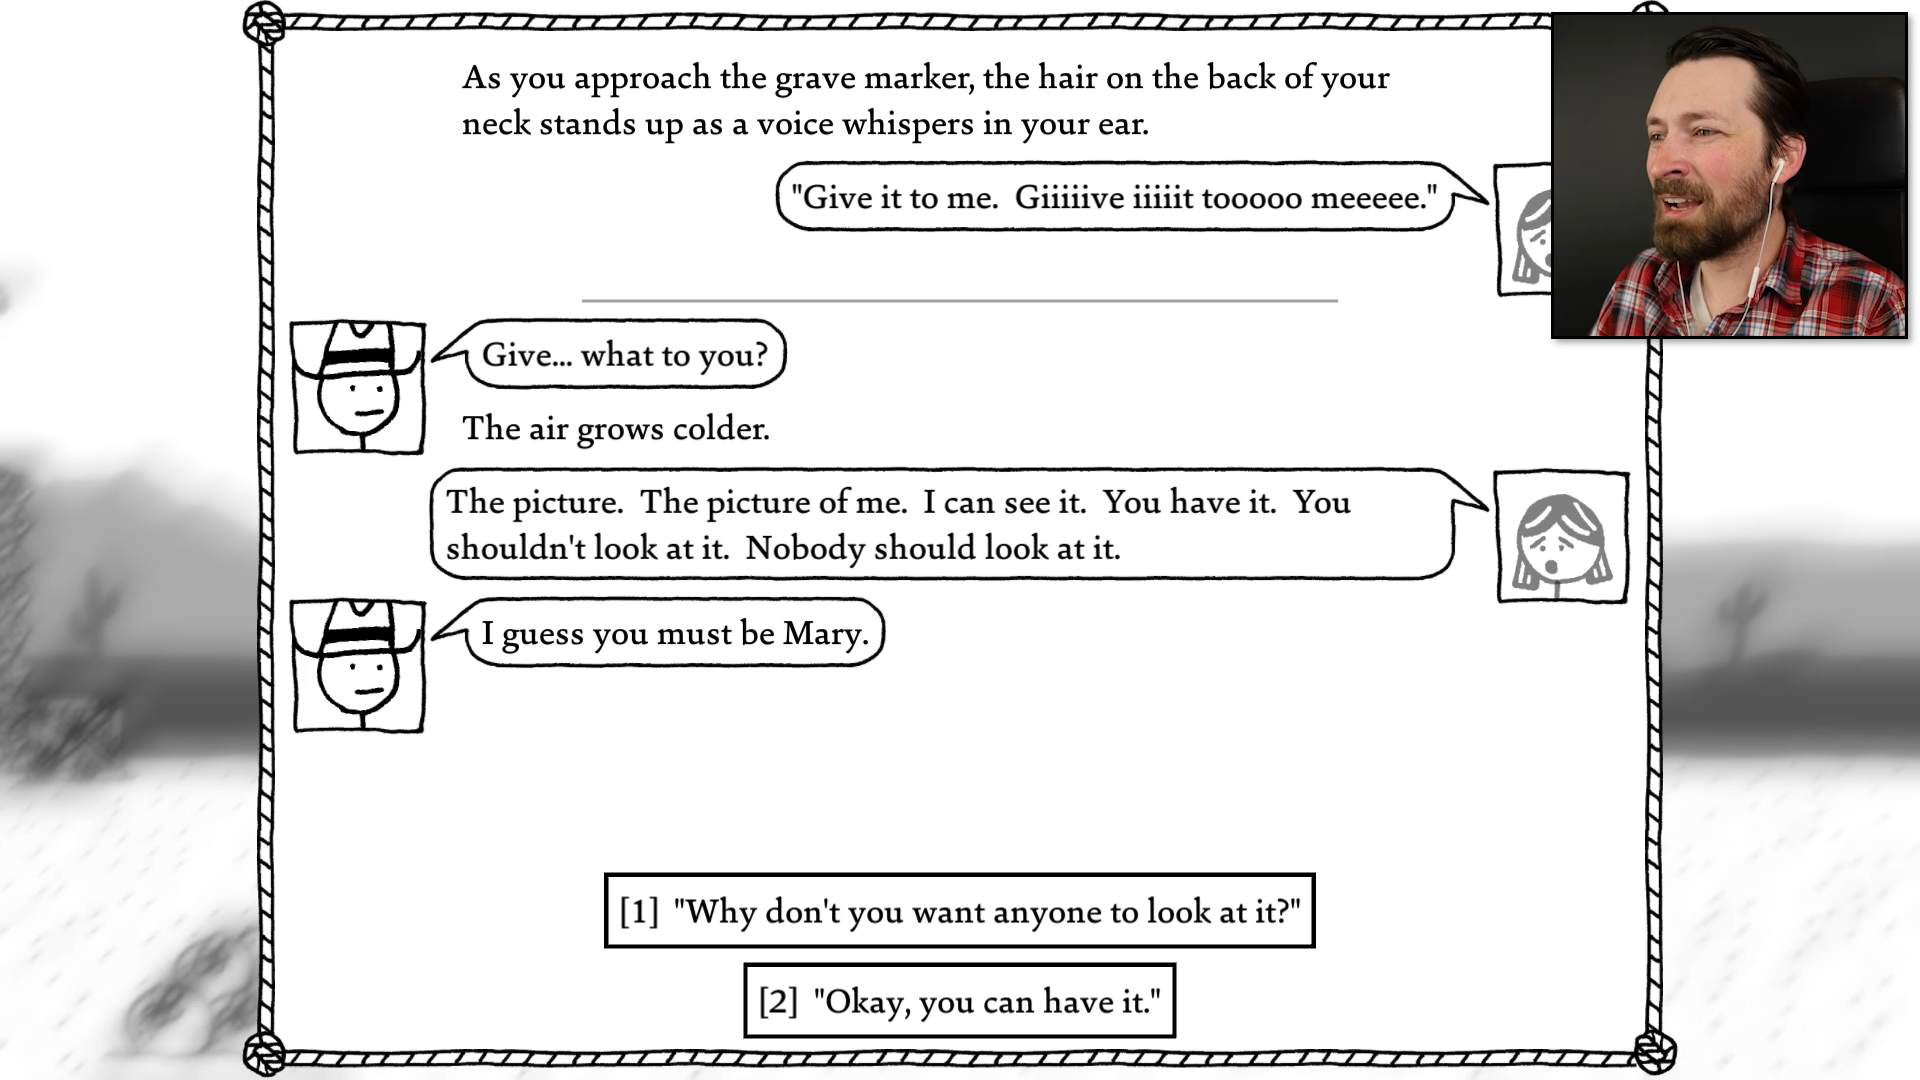 As you approach the grave marker, the hair on the back of your
neck stands up as a voice whispers in your ear.
"Give it to me.  Giiiiive iiiiit tooooo meeeee."
Give... what to you?
The air grows colder.
The picture.  The picture of me.  I can see it.  You have it.  You
shouldn't look at it.  Nobody should look at it.
I guess you must be Mary.
[1] "Why don't you want anyone to look at it?"
[2] "Okay, you can have it."